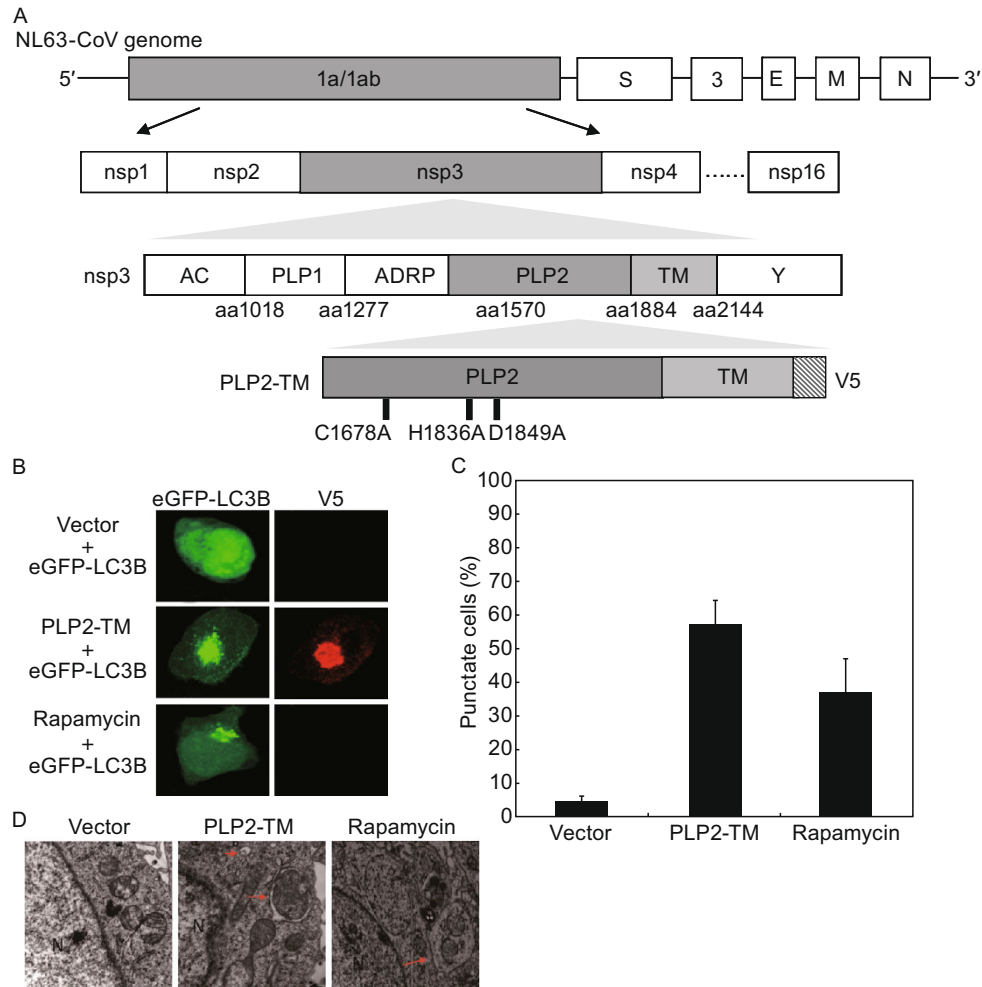 A
NL63-CoV genome
5′ 1a/1ab S 3 E M N 3′
nsp1 nsp2 nsp3 nsp4 ...... nsp16
nsp3 AC PLP1 ADRP PLP2 TM Y
aa1018 aa1277 aa1570 aa1884 aa2144
PLP2-TM PLP2 TM V5
C1678A H1836A D1849A
B
eGFP-LC3B V5
Vector
+
eGFP-LC3B
PLP2-TM
+
eGFP-LC3B
Rapamycin
+
eGFP-LC3B
C
Punctate cells (%)
100
90
80
70
60
50
40
30
20
10
0
Vector PLP2-TM Rapamycin
D
Vector PLP2-TM Rapamycin
N N N